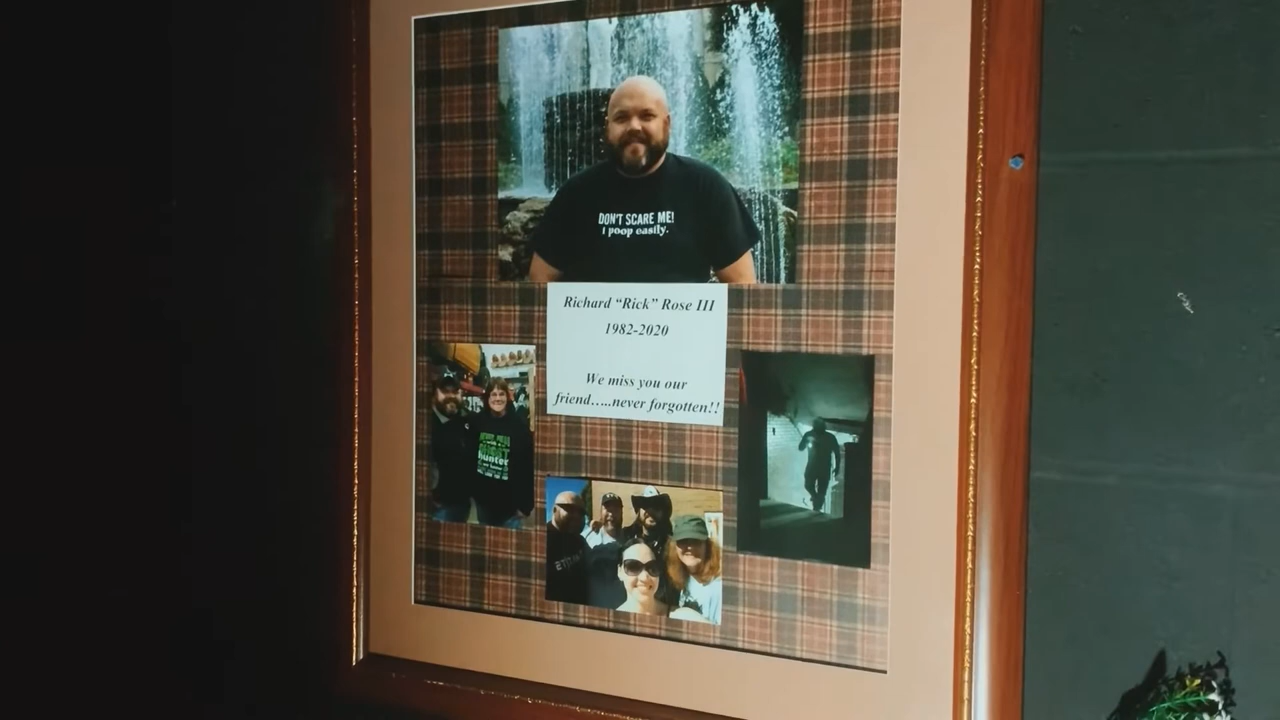 DON'T SCARE ME!
I poop easily.
Richard “Rick” Rose III
1982-2020
We miss you our
friend…..never forgotten!!
hunter